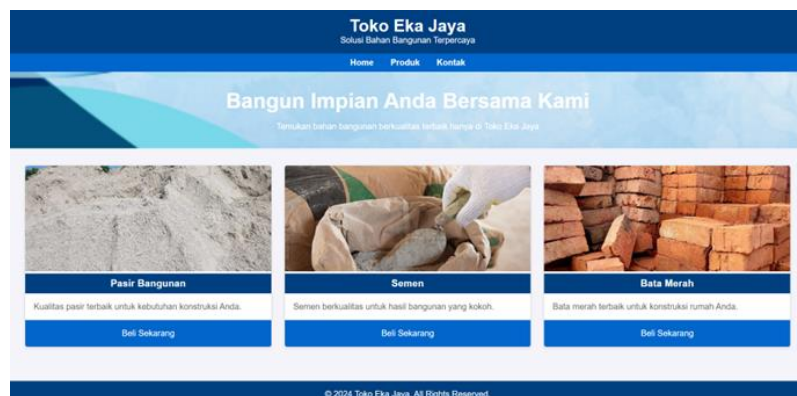 Toko Eka Jaya
Solusi Bahan Bangunan Terpercaya
Home Produk Kontak
Bangun Impian Anda Bersama Kami
Temukan bahan bangunan berkualitas terbaik hanya di Toko Eka Jaya
Pasir Bangunan
Kualitas pasir terbaik untuk kebutuhan konstruksi Anda.
Beli Sekarang
Semen
Semen berkualitas untuk hasil bangunan yang kokoh.
Beli Sekarang
Bata Merah
Bata merah terbaik untuk konstruksi rumah Anda.
Beli Sekarang
© 2024 Toko Eka Jaya. All Rights Reserved.